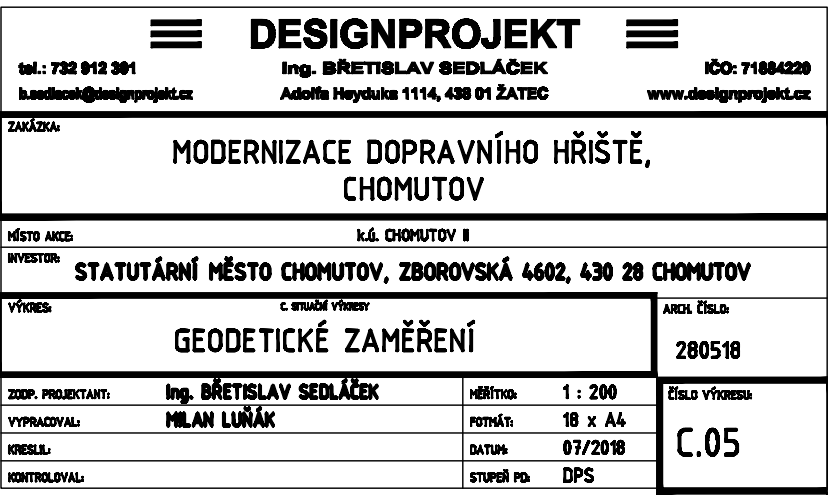 DESIGNPROJEKT
tel.: 732 912 391 Ing. BŘETISLAV SEDLÁČEK IČO: 71884220
b.sedlacek@designprojekt.cz Adolfa Heyduka 1114, 438 01 ŽATEC www.designprojekt.cz
ZAKÁZKA:
MODERNIZACE DOPRAVNÍHO HŘIŠTĚ,
CHOMUTOV
MÍSTO AKCE: k.ú. CHOMUTOV II
INVESTOR:
STATUTÁRNÍ MĚSTO CHOMUTOV, ZBOROVSKÁ 4602, 430 28 CHOMUTOV
VÝKRES: C. SITUAČNÍ VÝKRESY
GEODETICKÉ ZAMĚŘENÍ
ARCH. ČÍSLO:
280518
ZODP. PROJEKTANT: Ing. BŘETISLAV SEDLÁČEK MĚŘÍTKO: 1 : 200
VYPRACOVAL: MILAN LUŇÁK FOTMÁT: 18 x A4
KRESLIL: DATUM: 07/2018
KONTROLOVAL: STUPEŇ PD: DPS
ČÍSLO VÝKRESU:
C.05